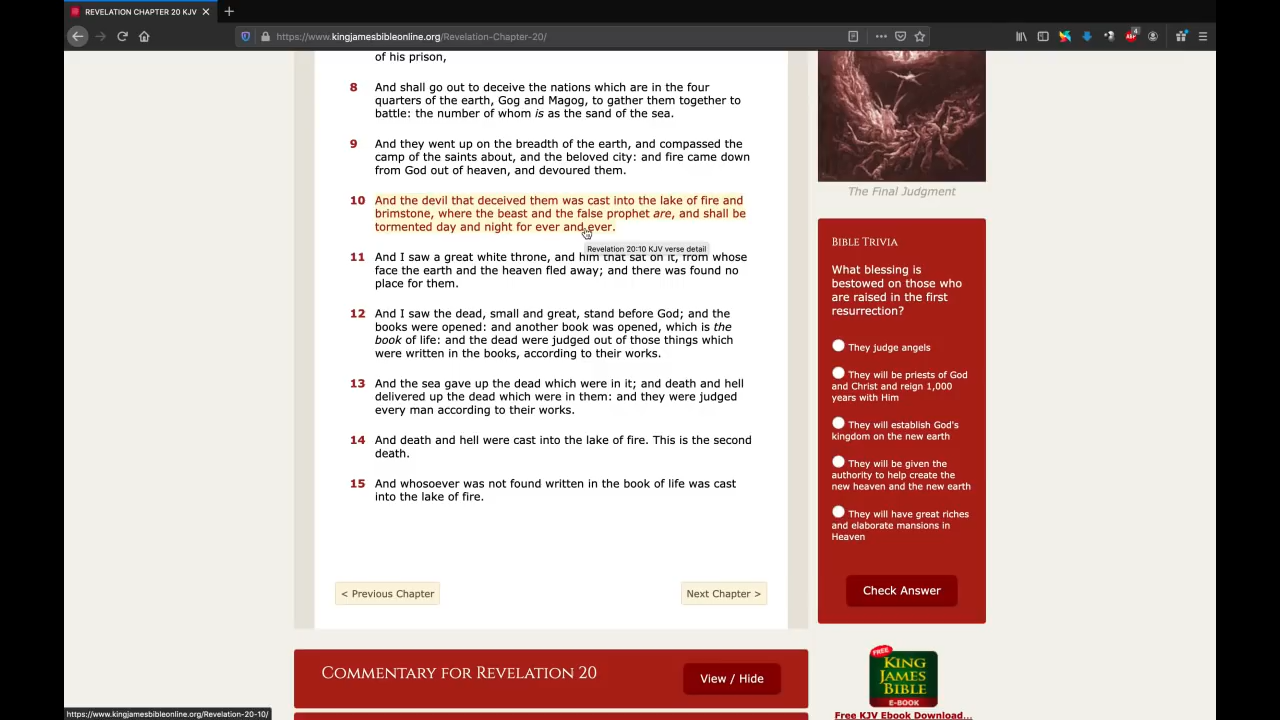 REVELATION CHAPTER 20 KJV
https://www.kingjamesbibleonline.org/Revelation-Chapter-20/
of his prison,
8 And shall go out to deceive the nations which are in the four
quarters of the earth, Gog and Magog, to gather them together to
battle: the number of whom is as the sand of the sea.
9 And they went up on the breadth of the earth, and compassed the
camp of the saints about, and the beloved city: and fire came down
from God out of heaven, and devoured them.
10 And the devil that deceived them was cast into the lake of fire and
brimstone, where the beast and the false prophet are, and shall be
tormented day and night for ever and ever.
Revelation 20:10 KJV verse detail
11 And I saw a great white throne, and him that sat on it, from whose
face the earth and the heaven fled away; and there was found no
place for them.
12 And I saw the dead, small and great, stand before God; and the
books were opened: and another book was opened, which is the
book of life: and the dead were judged out of those things which
were written in the books, according to their works.
13 And the sea gave up the dead which were in it; and death and hell
delivered up the dead which were in them: and they were judged
every man according to their works.
14 And death and hell were cast into the lake of fire. This is the second
death.
15 And whosoever was not found written in the book of life was cast
into the lake of fire.
< Previous Chapter
Next Chapter >
Commentary for Revelation 20
View / Hide
The Final Judgment
Bible Trivia
What blessing is
bestowed on those who
are raised in the first
resurrection?
They judge angels
They will be priests of God
and Christ and reign 1,000
years with Him
They will establish God's
kingdom on the new earth
They will be given the
authority to help create the
new heaven and the new earth
They will have great riches
and elaborate mansions in
Heaven
Check Answer
FREE
KING
JAMES
BIBLE
E-BOOK
Free KJV Ebook Download...
https://www.kingjamesbibleonline.org/Revelation-20-10/